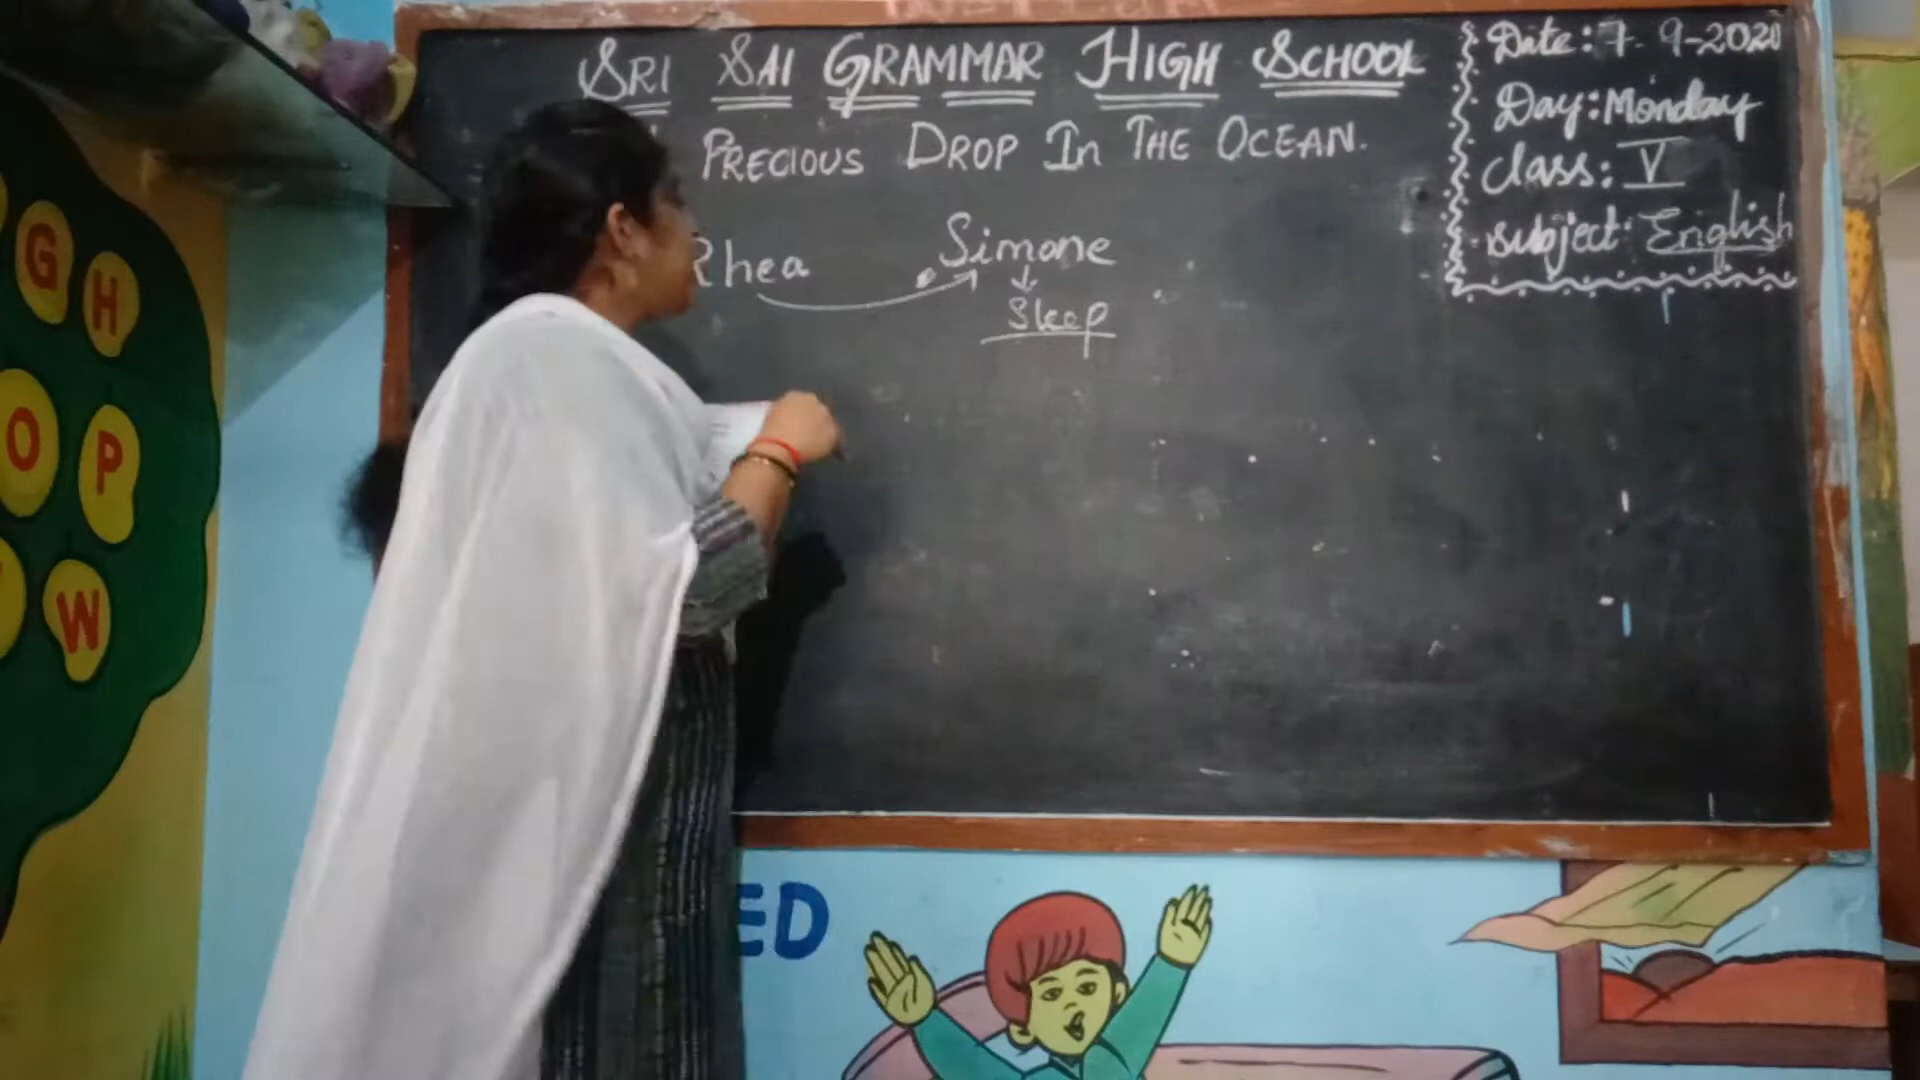 SRI SAI GRAMMAR HIGH SCHOOL
PRECIOUS DROP In THE OCEAN.
Rhea Simone
Sleep
Date: 7-9-2020
Day: Monday
Class: V
Subject: English
G
H
O
P
W
ED